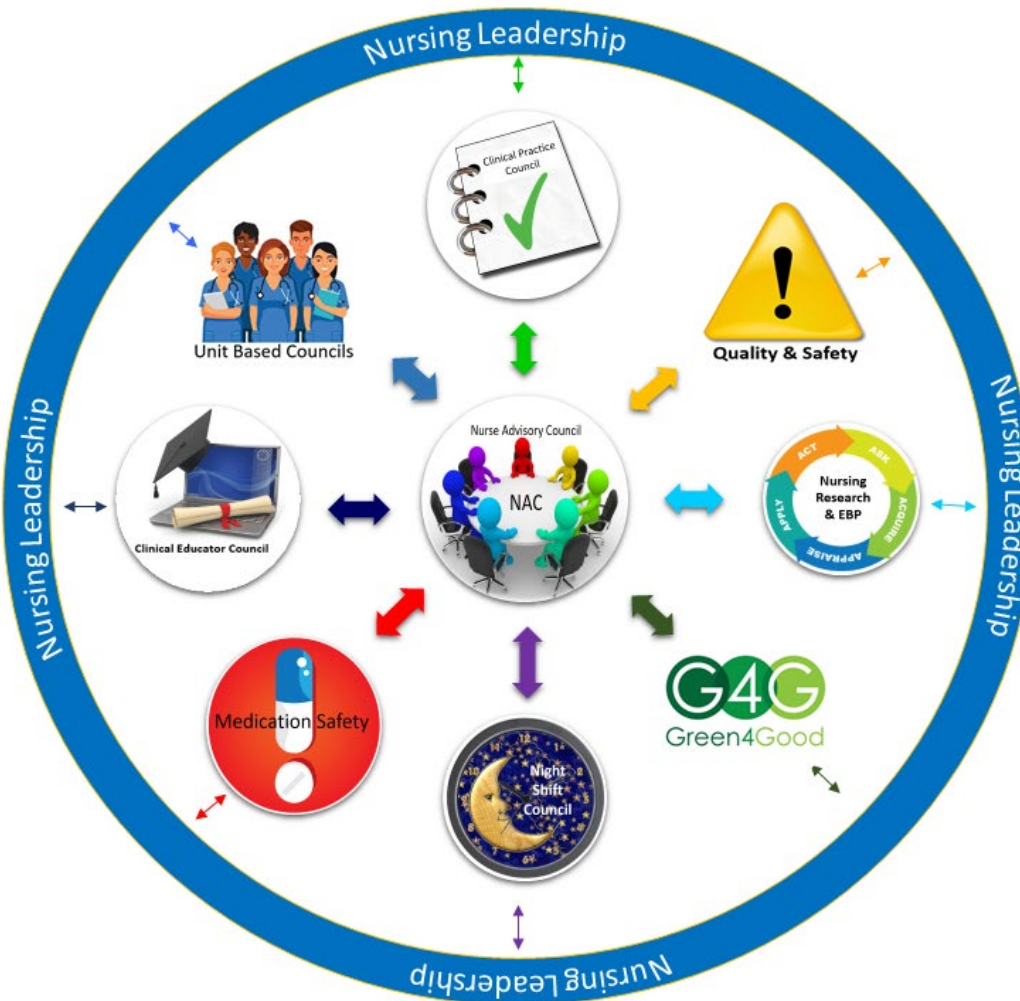 Nursing Leadership
Clinical Practice
Council
Unit Based Councils
Quality & Safety
Nurse Advisory Council
NAC
Clinical Educator Council
ACT
ASK
ACQUIRE
APPRAISE
APPLY
Nursing
Research
& EBP
Nursing Leadership
Nursing Leadership
Medication Safety
G4G
Green4Good
Night
Shift
Council
Nursing Leadership